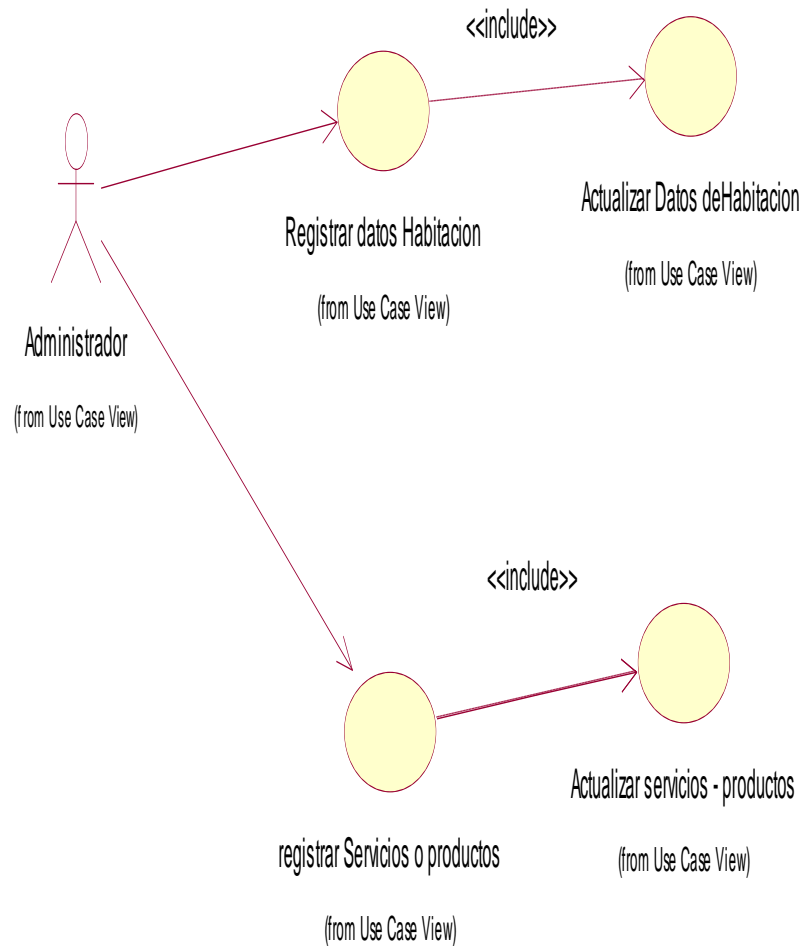 <<include>>
Registrar datos Habitacion
(from Use Case View)
Actualizar Datos deHabitacion
(from Use Case View)
Administrador
(from Use Case View)
<<include>>
registrar Servicios o productos
(from Use Case View)
Actualizar servicios - productos
(from Use Case View)